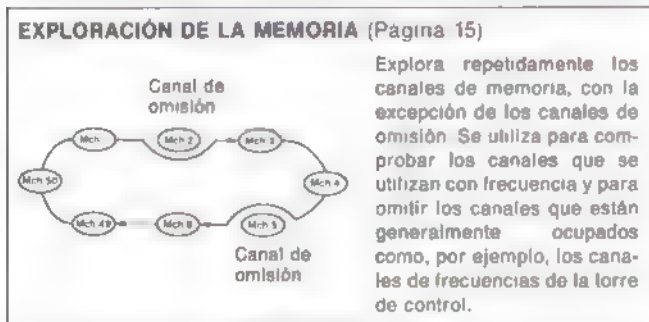 EXPLORACIÓN DE LA MEMORIA (Página 15)
Canal de
omisión
Mch
Mch 2
Mch 3
Mch 50
Mch 4
Mch 49
Mch 6
Mch 5
Canal de
omisión
Explora repetidamente los
canales de memoria, con la
excepción de los canales de
omisión. Se utiliza para com-
probar los canales que se
utilizan con frecuencia y para
omitir los canales que están
generalmente ocupados
como, por ejemplo, los cana-
les de frecuencias de la torre
de control.